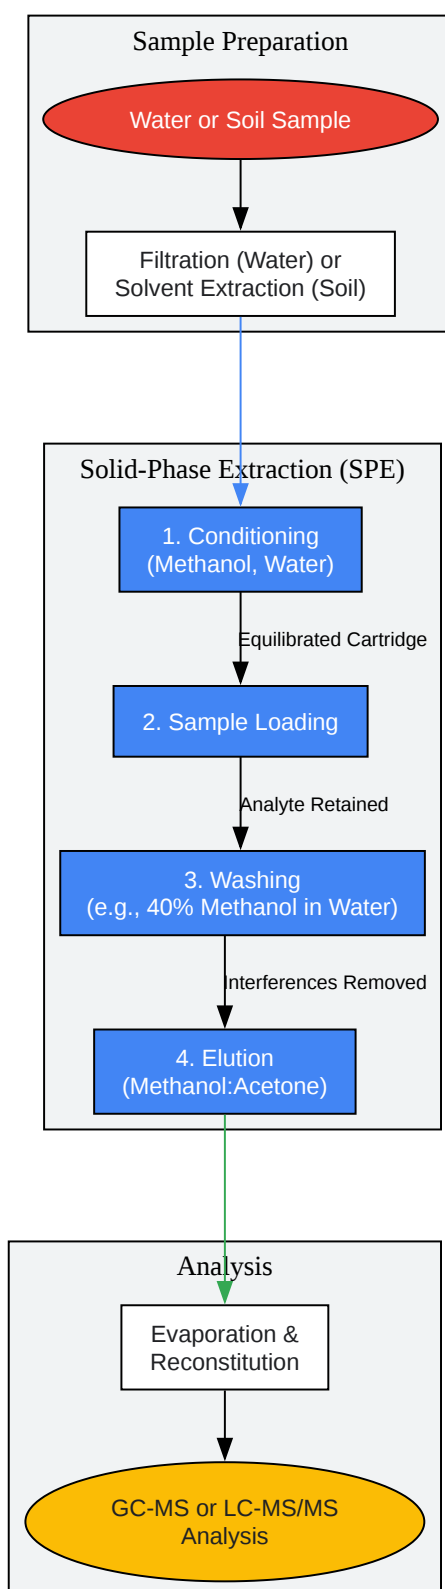 Sample Preparation
Water or Soil Sample
Filtration (Water) or
Solvent Extraction (Soil)
Solid-Phase Extraction (SPE)
1. Conditioning
(Methanol, Water)
Equilibrated Cartridge
2. Sample Loading
Analyte Retained
3. Washing
(e.g., 40% Methanol in Water)
Interferences Removed
4. Elution
(Methanol:Acetone)
Analysis
Evaporation &
Reconstitution
GC-MS or LC-MS/MS
Analysis